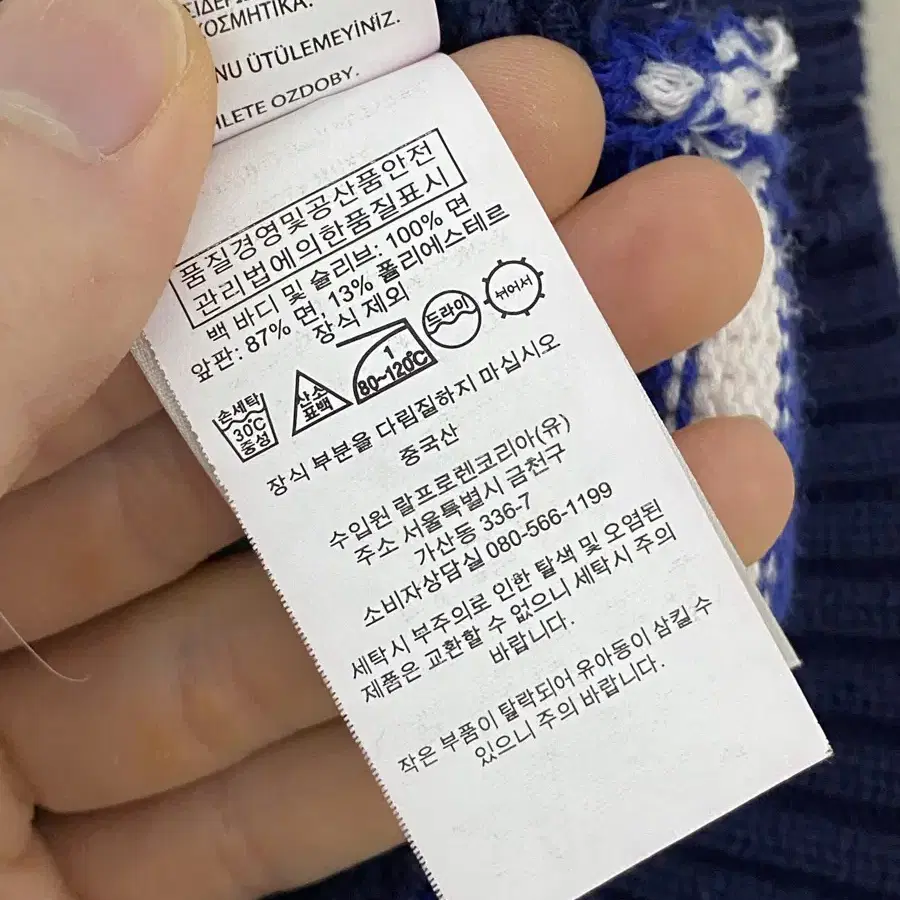 ΚΟΣΜΗΤΙΚΑ.
NU ÜTÜLEMEYİNİZ.
HLETE OZDOBY.
품질경영및공산품안전
관리법에의한품질표시
백 바디 및 슬리브: 100% 면
앞판: 87% 면, 13% 폴리에스테르
장식 제외
손세탁
30℃
중성
산소
표백
1
80~120℃
드라이
뉘어서
장식 부분을 다림질하지 마십시오
중국산
수입원 랄프로렌코리아(유)
주소 서울특별시 금천구
가산동 336-7
소비자상담실 080-566-1199
세탁시 부주의로 인한 탈색 및 오염된
제품은 교환할 수 없으니 세탁시 주의
바랍니다.
작은 부품이 탈락되어 유아동이 삼킬 수
있으니 주의 바랍니다.